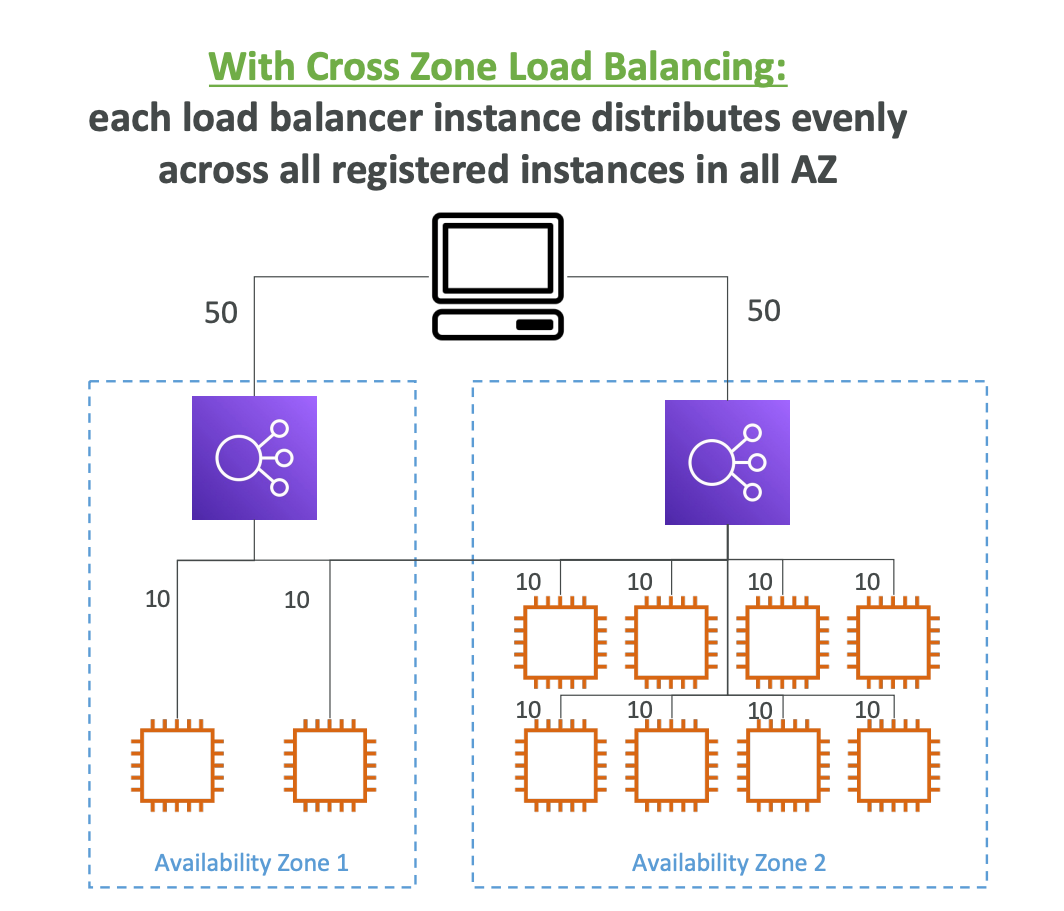 With Cross Zone Load Balancing:
each load balancer instance distributes evenly
across all registered instances in all AZ
50
50
10
10
10
10
10
10
10
10
10
10
Availability Zone 1
Availability Zone 2